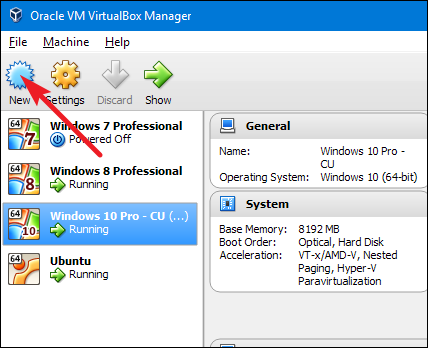 Oracle VM VirtualBox Manager
File Machine Help
New Settings Discard Show
64 7 Windows 7 Professional
Powered Off
64 8 Windows 8 Professional
Running
64 10 Windows 10 Pro - CU (...)
Running
64 Ubuntu
Running
General
Name: Windows 10 Pro -
CU
Operating System: Windows 10 (64-bit)
System
Base Memory: 8192 MB
Boot Order: Optical, Hard Disk
Acceleration: VT-x/AMD-V, Nested
Paging, Hyper-V
Paravirtualization